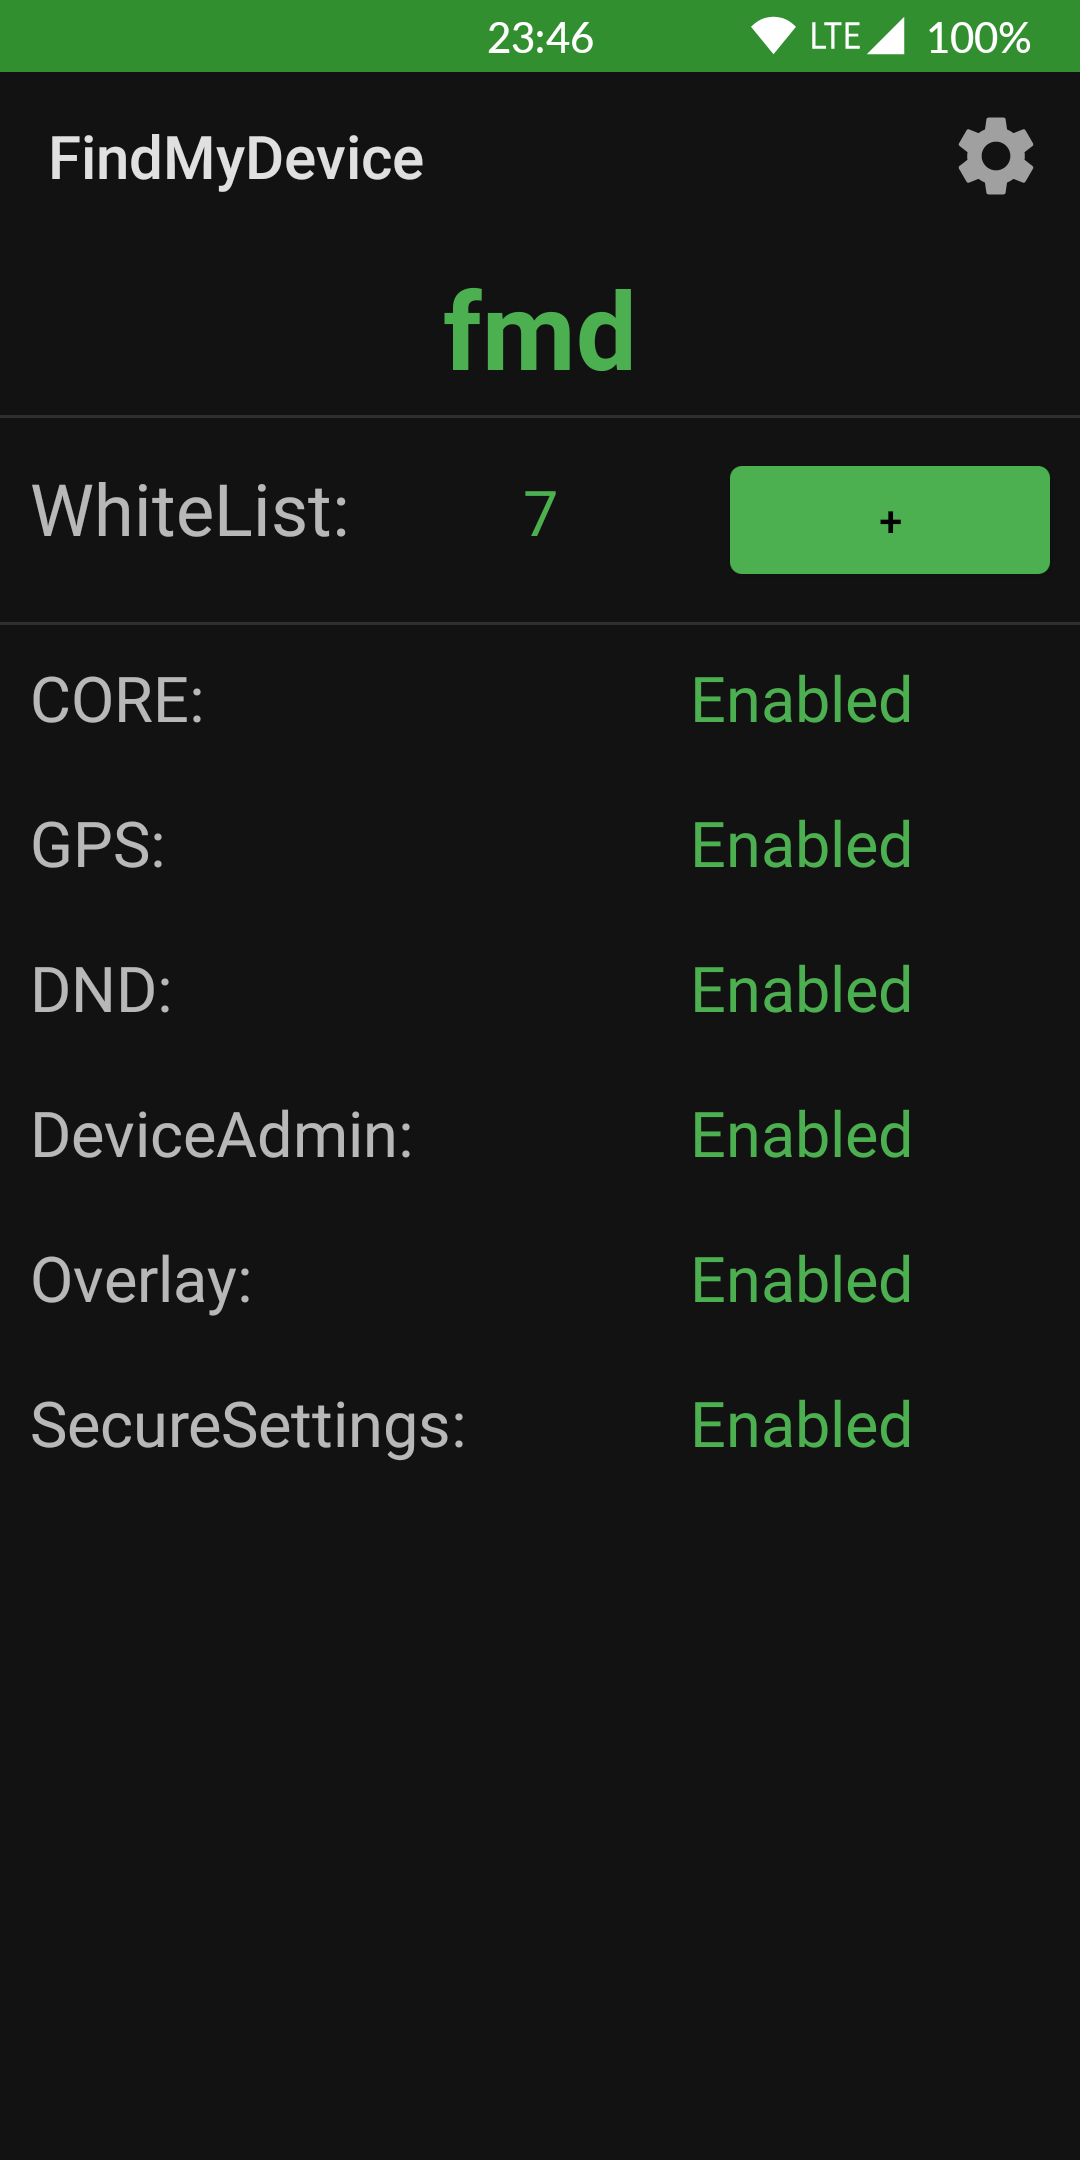 23:46 LTE 100%
FindMyDevice
fmd
WhiteList: 7 +
CORE: Enabled
GPS: Enabled
DND: Enabled
DeviceAdmin: Enabled
Overlay: Enabled
SecureSettings: Enabled